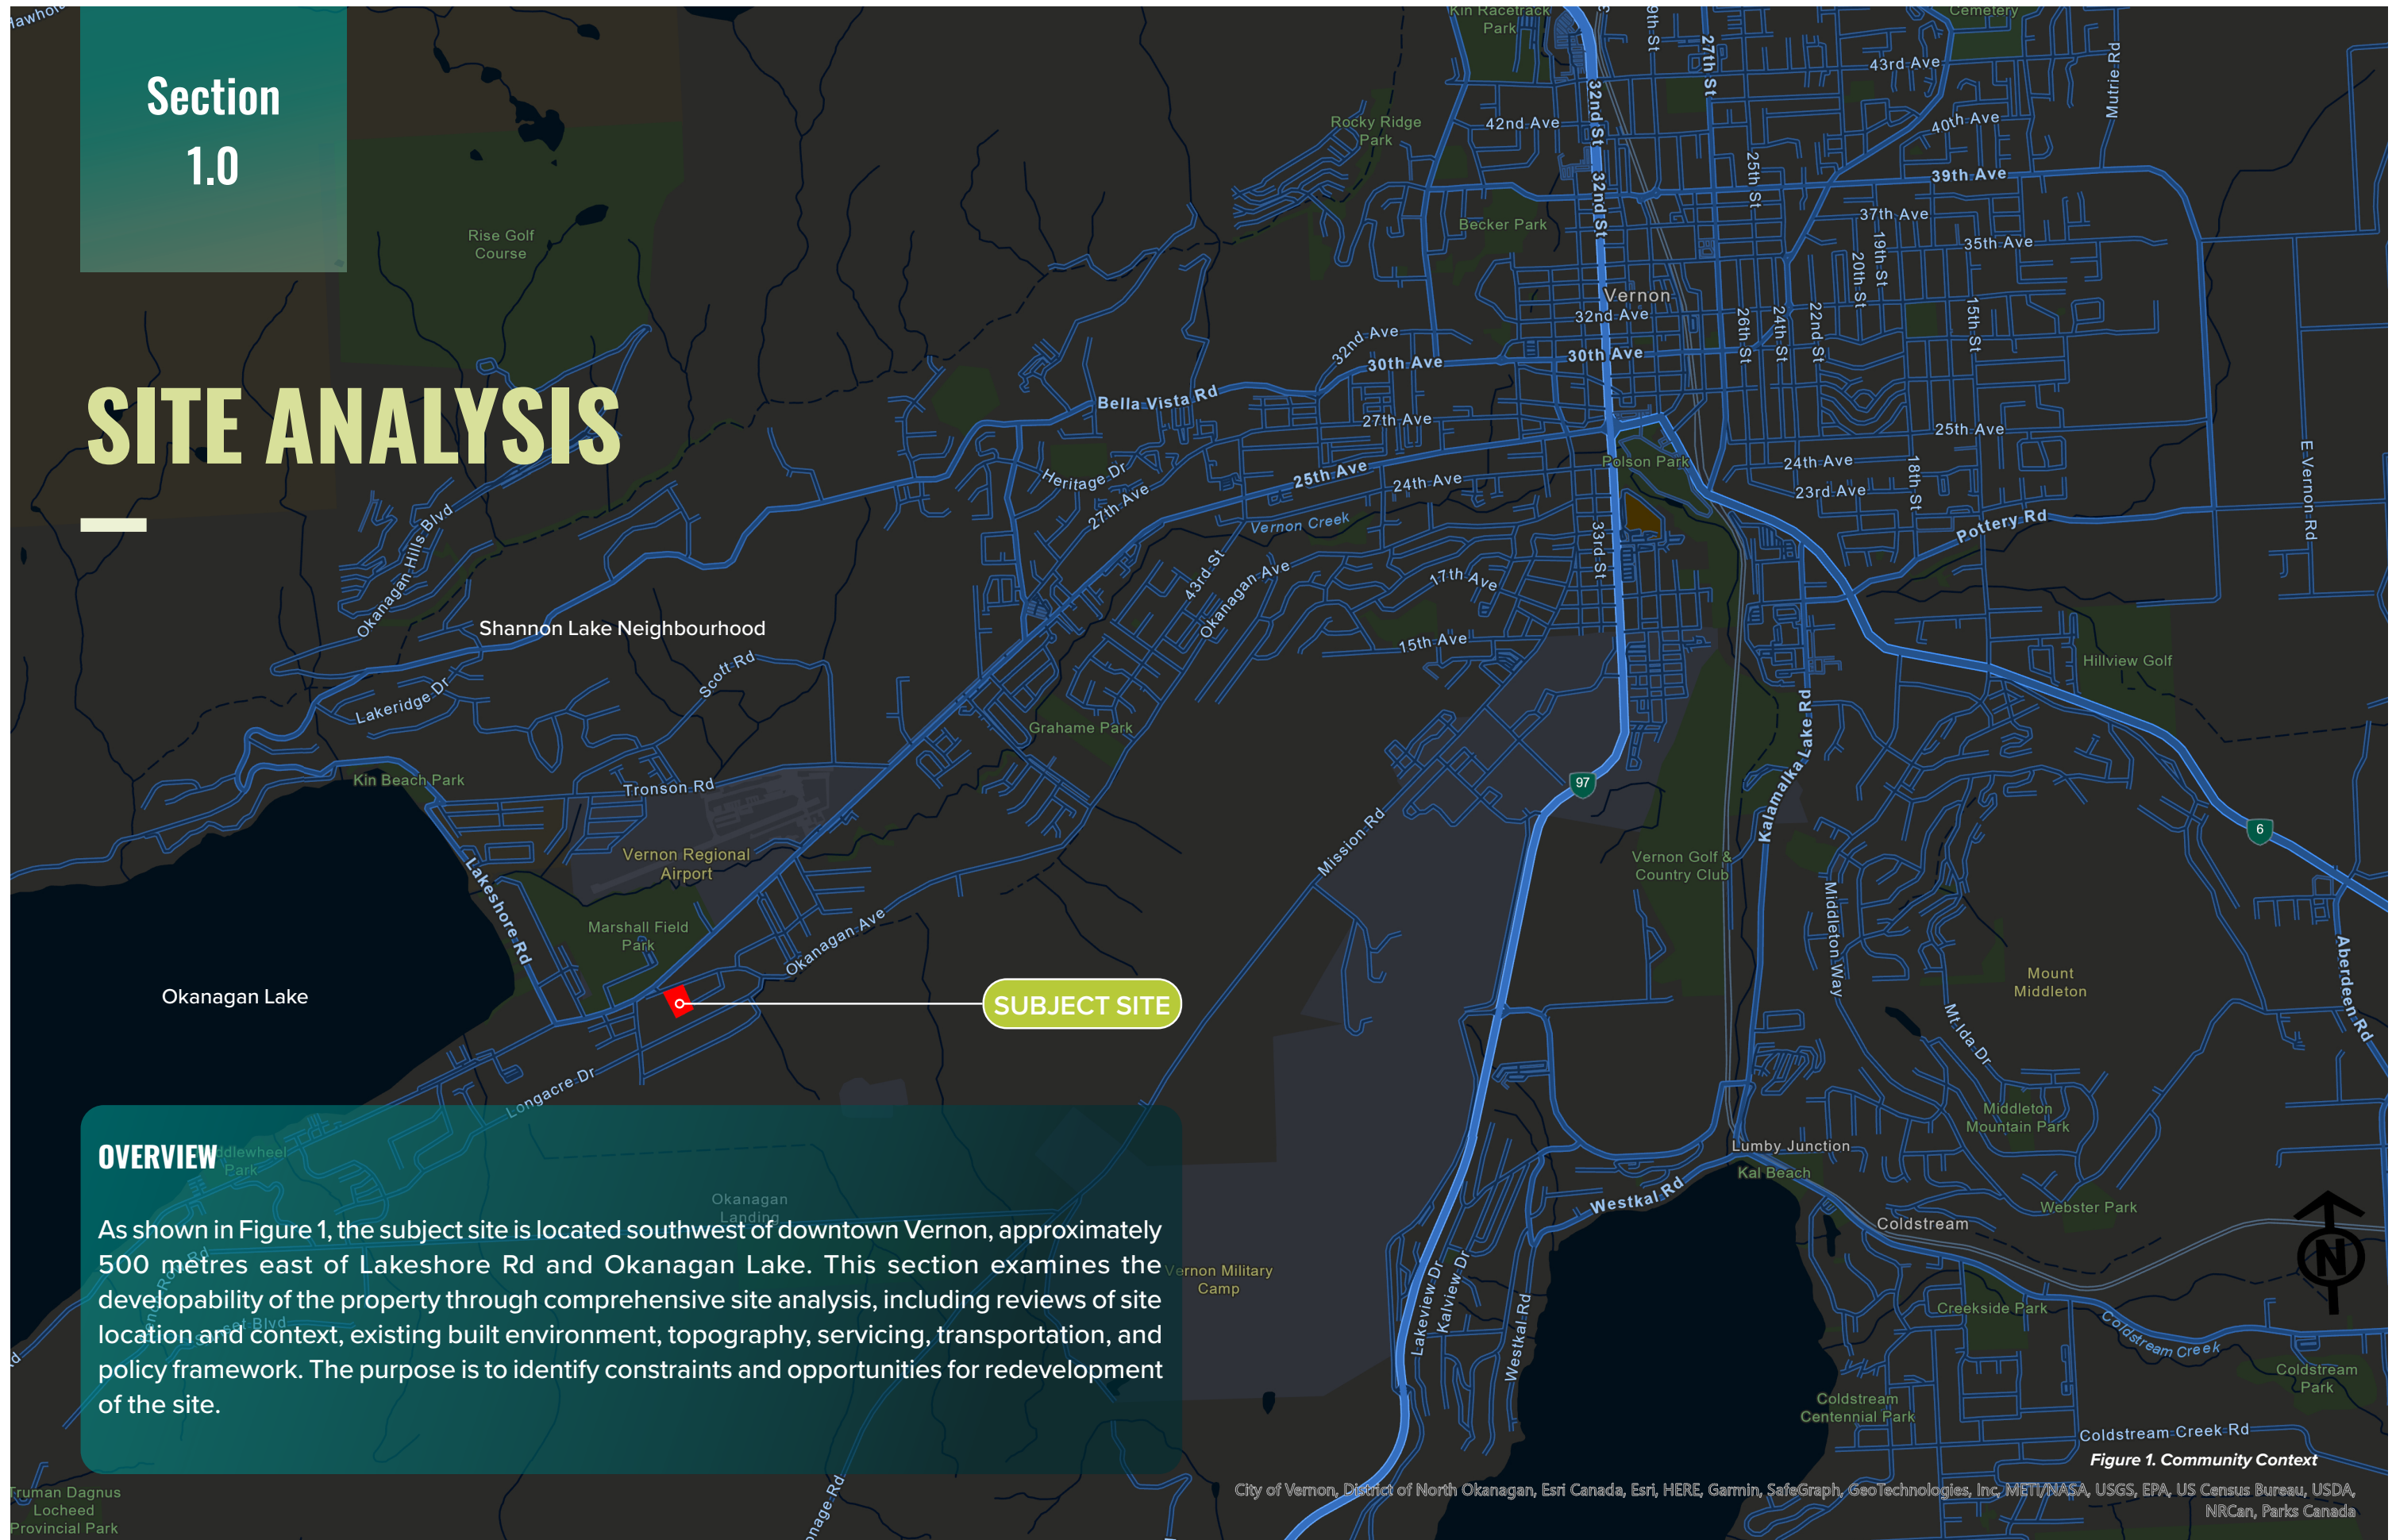 Section
1.0
SITE ANALYSIS
Rise Golf
Course
Rocky Ridge
Park
Kin Racetrack
Park
Cemetery
43rd Ave
42nd Ave
40th Ave
Mutrie Rd
27th St
32nd St
32nd St
25th St
39th Ave
37th Ave
35th Ave
Becker Park
19th St
20th St
Vernon
32nd Ave
32nd Ave
30th Ave
30th Ave
26th St
24th St
22nd St
15th St
Bella Vista Rd
27th Ave
25th Ave
Heritage Dr
27th Ave
25th Ave
24th Ave
Polson Park
24th Ave
23rd Ave
18th St
E Vernon Rd
Vernon Creek
Pottery Rd
33rd St
43rd St
Okanagan Ave
17th Ave
15th Ave
Okanagan Hills Blvd
Shannon Lake Neighbourhood
Scott Rd
Lakeridge Dr
Grahame Park
Hillview Golf
Kalamalka Lake Rd
Kin Beach Park
Tronson Rd
97
6
Mission Rd
Vernon Regional
Airport
Lakeshore Rd
Vernon Golf &
Country Club
Marshall Field
Park
Okanagan Ave
Middleton Way
Mount
Middleton
Aberdeen Rd
Okanagan Lake
SUBJECT SITE
Mt Ida Dr
Longacre Dr
Middleton
Mountain Park
Lumby Junction
Kal Beach
Westkal Rd
Webster Park
Coldstream
N
OVERVIEW
Park
Okanagan
Landing
As shown in Figure 1, the subject site is located southwest of downtown Vernon, approximately
500 metres east of Lakeshore Rd and Okanagan Lake. This section examines the
developability of the property through comprehensive site analysis, including reviews of site
location and context, existing built environment, topography, servicing, transportation, and
policy framework. The purpose is to identify constraints and opportunities for redevelopment
of the site.
Vernon Military
Camp
Lakeview Dr
Kalview Dr
Westkal Rd
Creekside Park
Coldstream Creek
Coldstream
Park
Coldstream
Centennial Park
Coldstream Creek Rd
Figure 1. Community Context
City of Vernon, District of North Okanagan, Esri Canada, Esri, HERE, Garmin, SafeGraph, GeoTechnologies, Inc, METI/NASA, USGS, EPA, US Census Bureau, USDA,
NRCan, Parks Canada
Truman Dagnus
Locheed
Provincial Park